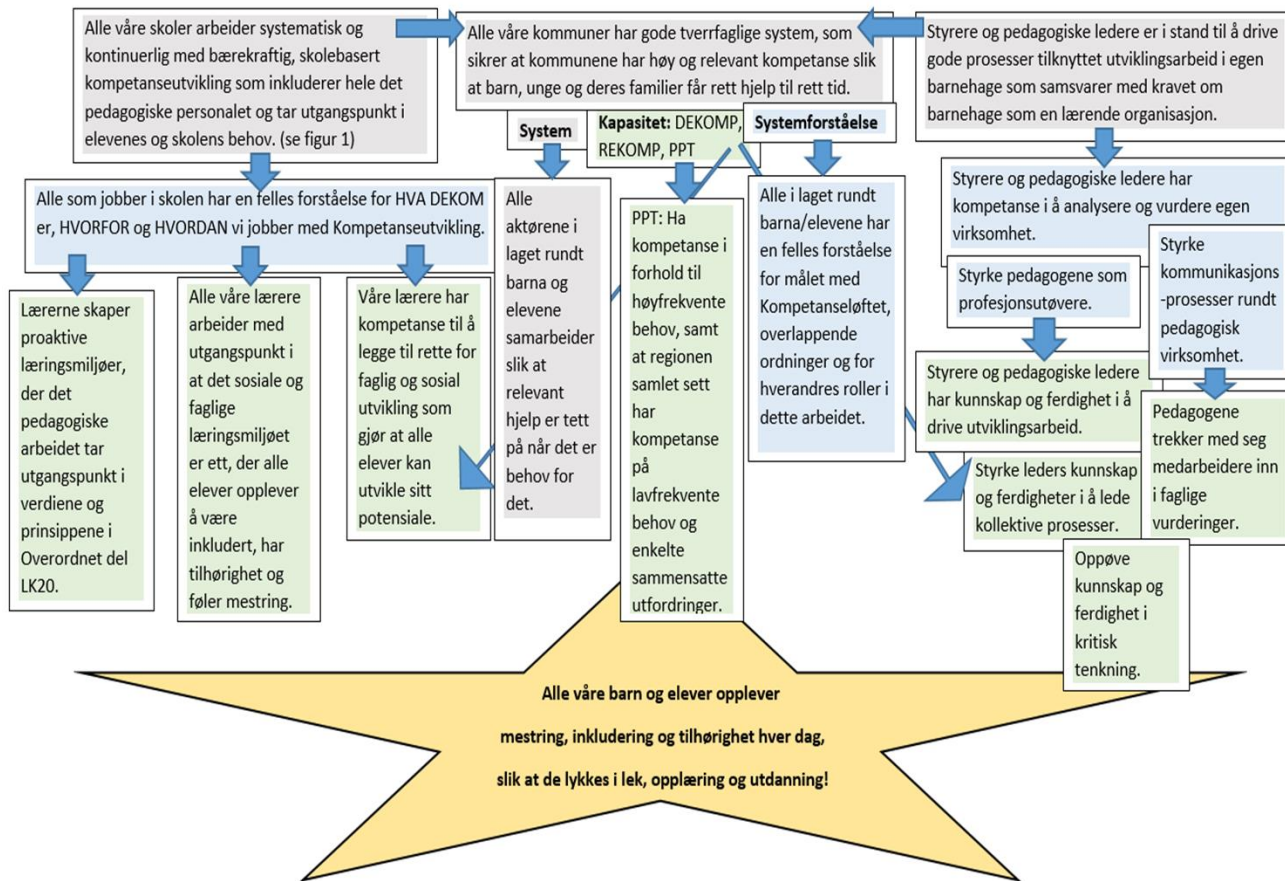 Alle våre skoler arbeider systematisk og
kontinuerlig med bærekraftig, skolebasert
kompetanseutvikling som inkluderer hele det
pedagogiske personalet og tar utgangspunkt i
elevenes og skolens behov. (se figur 1)
Alle våre kommuner har gode tverrfaglige system, som
sikrer at kommunene har høy og relevant kompetanse slik
at barn, unge og deres familier får rett hjelp til rett tid.
Styrere og pedagogiske ledere er i stand til å drive
gode prosesser tilknyttet utviklingsarbeid i egen
barnehage som samsvarer med kravet om
barnehage som en lærende organisasjon.
System
Kapasitet: DEKOMP,
REKOMP, PPT
Systemforståelse
Alle som jobber i skolen har en felles forståelse for HVA DEKOM
er, HVORFOR og HVORDAN vi jobber med Kompetanseutvikling.
Lærerne skaper
proaktive
læringsmiljøer,
der det
pedagogiske
arbeidet tar
utgangspunkt i
verdiene og
prinsippene i
Overordnet del
LK20.
Alle våre lærere
arbeider med
utgangspunkt i
at det sosiale og
faglige
læringsmiljøet
er ett, der alle
elever opplever
å være
inkludert, har
tilhørighet og
føler mestring.
Våre lærere har
kompetanse til å
legge til rette for
faglig og sosial
utvikling som
gjør at alle
elever kan
utvikle sitt
potensiale.
Alle
aktørene i
laget rundt
barna og
elevene
samarbeider
slik at
relevant
hjelp er tett
på når det er
behov for
det.
PPT: Ha
kompetanse i
forhold til
høyfrekvente
behov, samt
at regionen
samlet sett
har
kompetanse
på
lavfrekvente
behov og
enkelte
sammensatte
utfordringer.
Alle i laget rundt
barna/elevene har
en felles forståelse
for målet med
Kompetanseløftet,
overlappende
ordninger og for
hverandres roller i
dette arbeidet.
Styrere og pedagogiske ledere har
kompetanse i å analysere og vurdere egen
virksomhet.
Styrke pedagogene som
profesjonsutøvere.
Styrke
kommunikasjons
-prosesser rundt
pedagogisk
virksomhet.
Styrere og pedagogiske ledere
har kunnskap og ferdighet i å
drive utviklingsarbeid.
Styrke leders kunnskap
og ferdigheter i å lede
kollektive prosesser.
Pedagogene
trekker med seg
medarbeidere inn
i faglige
vurderinger.
Oppøve
kunnskap og
ferdighet i
kritisk
tenkning.
Alle våre barn og elever opplever
mestring, inkludering og tilhørighet hver dag,
slik at de lykkes i lek, opplæring og utdanning!